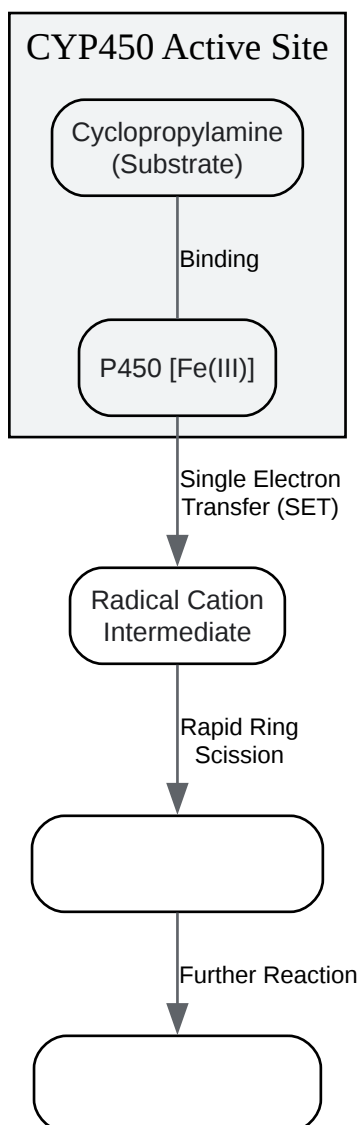 CYP450 Active Site
Cyclopropylamine
(Substrate)
Binding
P450 [Fe(III)]
Single Electron
Transfer (SET)
Radical Cation
Intermediate
Rapid Ring
Scission
Further Reaction